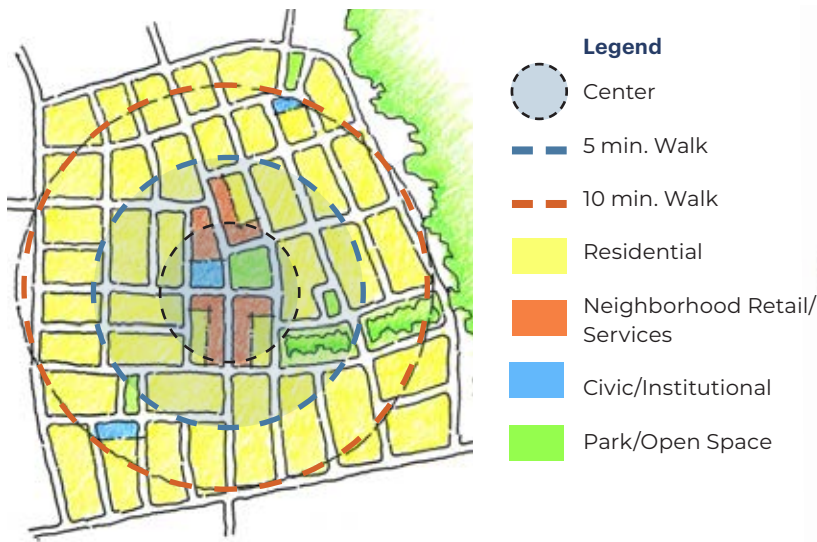 Legend
Center
5 min. Walk
10 min. Walk
Residential
Neighborhood Retail/
Services
Civic/Institutional
Park/Open Space